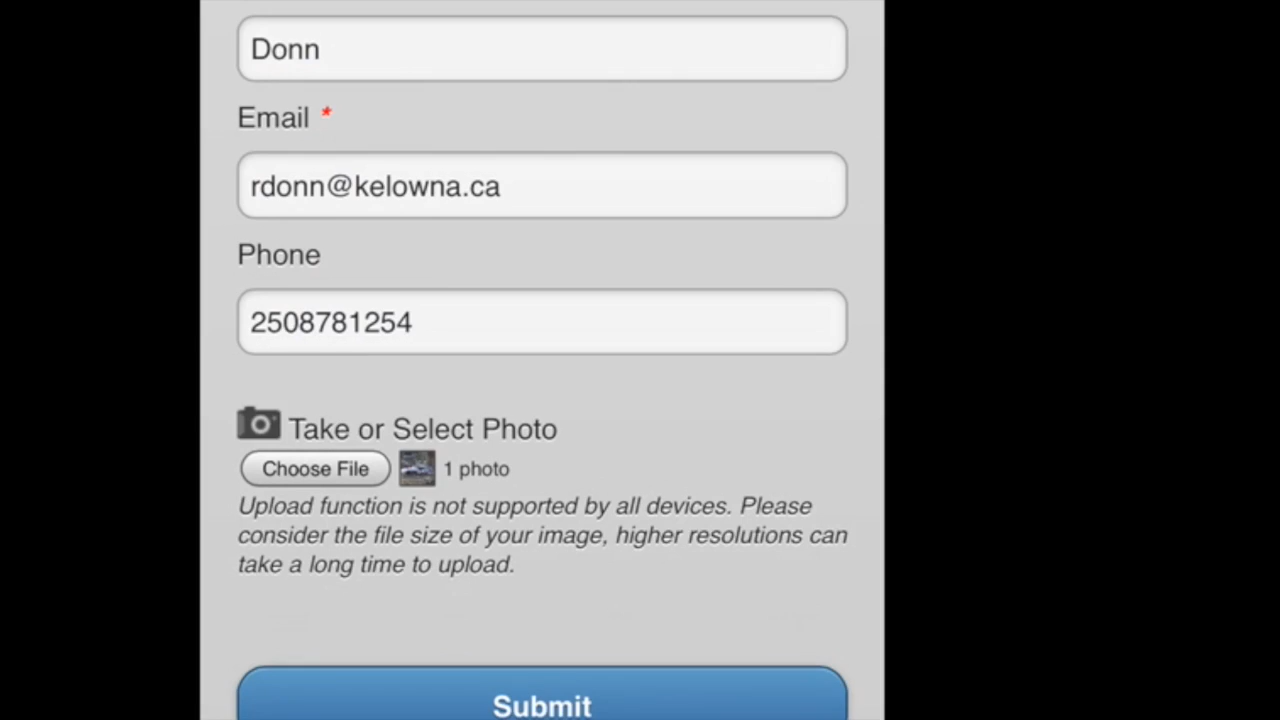 Donn
Email *
rdonn@kelowna.ca
Phone
2508781254
Take or Select Photo
Choose File 1 photo
Upload function is not supported by all devices. Please
consider the file size of your image, higher resolutions can
take a long time to upload.
Submit